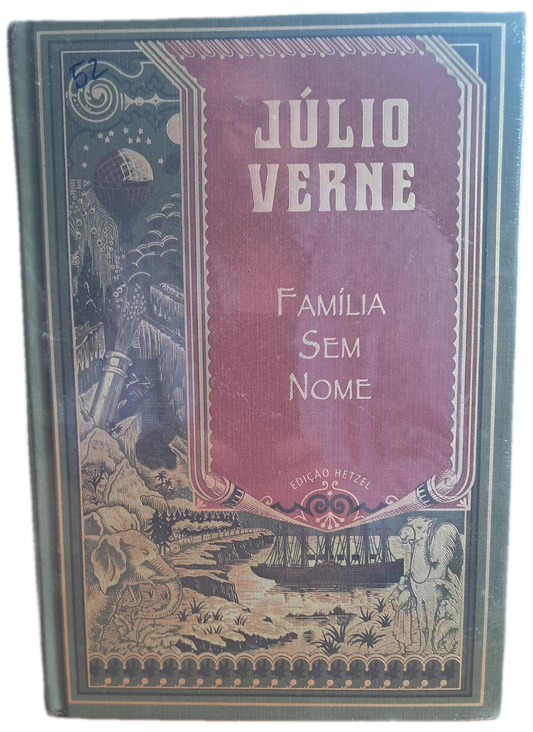 52
JÚLIO
VERNE
FAMÍLIA
SEM
NOME
EDIÇÃO HETZEL